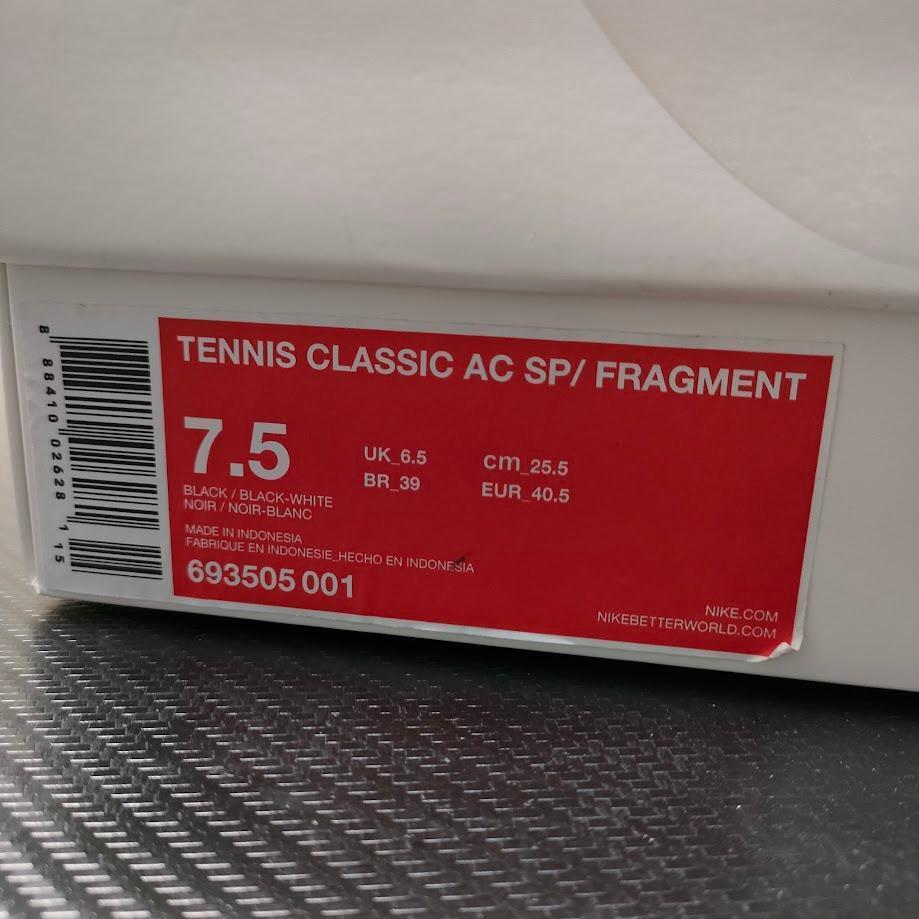 TENNIS CLASSIC AC SP/ FRAGMENT
7.5
UK_6.5
cm_25.5
BR_39
EUR_40.5
BLACK / BLACK-WHITE
NOIR / NOIR-BLANC
MADE IN INDONESIA
FABRIQUE EN INDONESIE_HECHO EN INDONESIA
693505 001
NIKE.COM
NIKEBETTERWORLD.COM
8 88410 02628 1 15